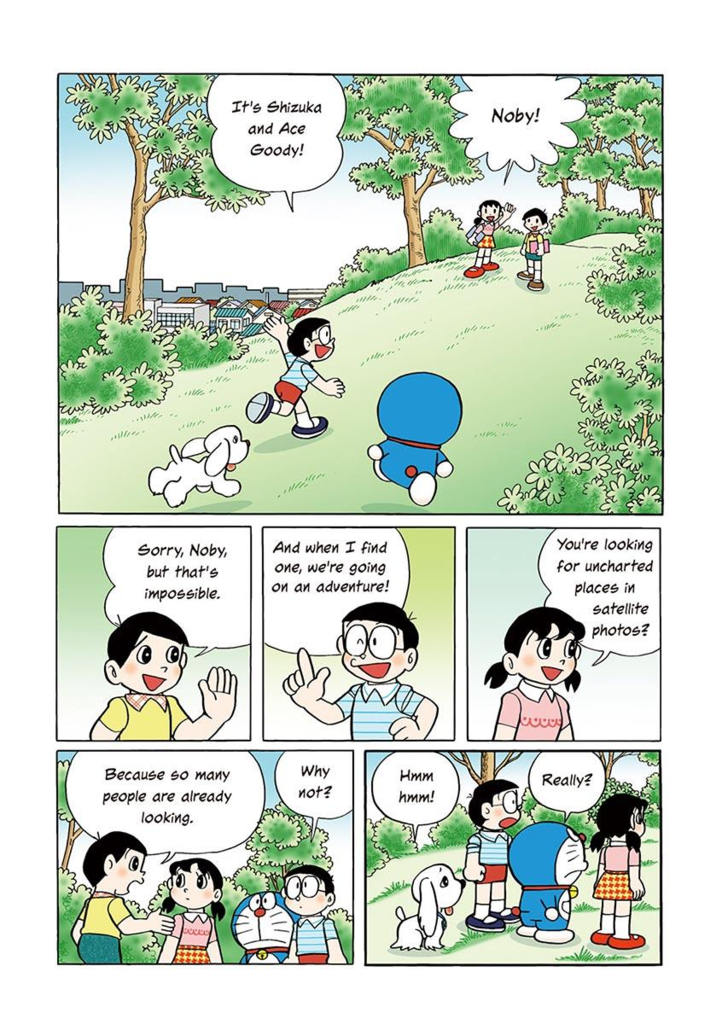 Noby!
It's Shizuka
and Ace
Goody!
You're looking
for uncharted
places in
satellite
photos?
And when I find
one, we're going
on an adventure!
Sorry, Noby,
but that's
impossible.
Really?
Hmm
hmm!
Why
not?
Because so many
people are already
looking.